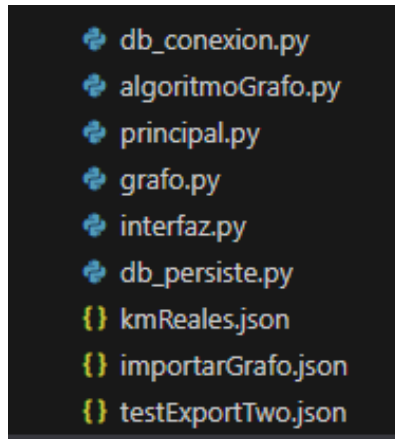 db_conexion.py
algoritmoGrafo.py
principal.py
grafo.py
interfaz.py
db_persiste.py
{} kmReales.json
{} importarGrafo.json
{} testExportTwo.json